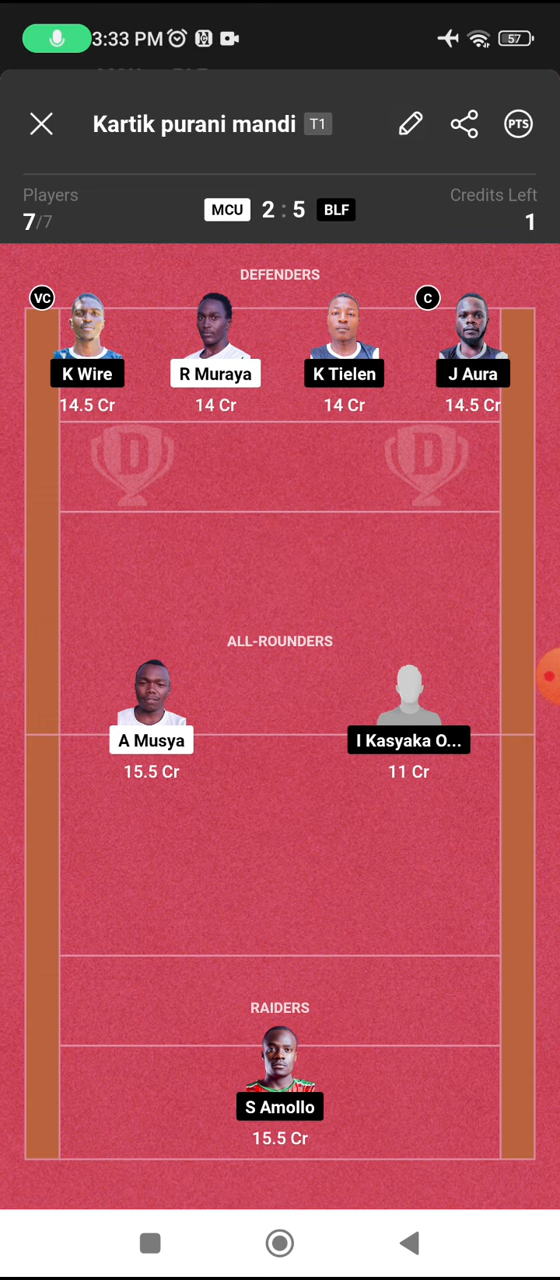 3:33 PM
57
Kartik purani mandi T1
PTS
Players
Credits Left
7/7
MCU 2 : 5 BLF
1
DEFENDERS
VC
C
K Wire R Muraya K Tielen J Aura
14.5 Cr 14 Cr 14 Cr 14.5 Cr
D D
ALL-ROUNDERS
A Musya I Kasyaka O...
15.5 Cr 11 Cr
RAIDERS
S Amollo
15.5 Cr